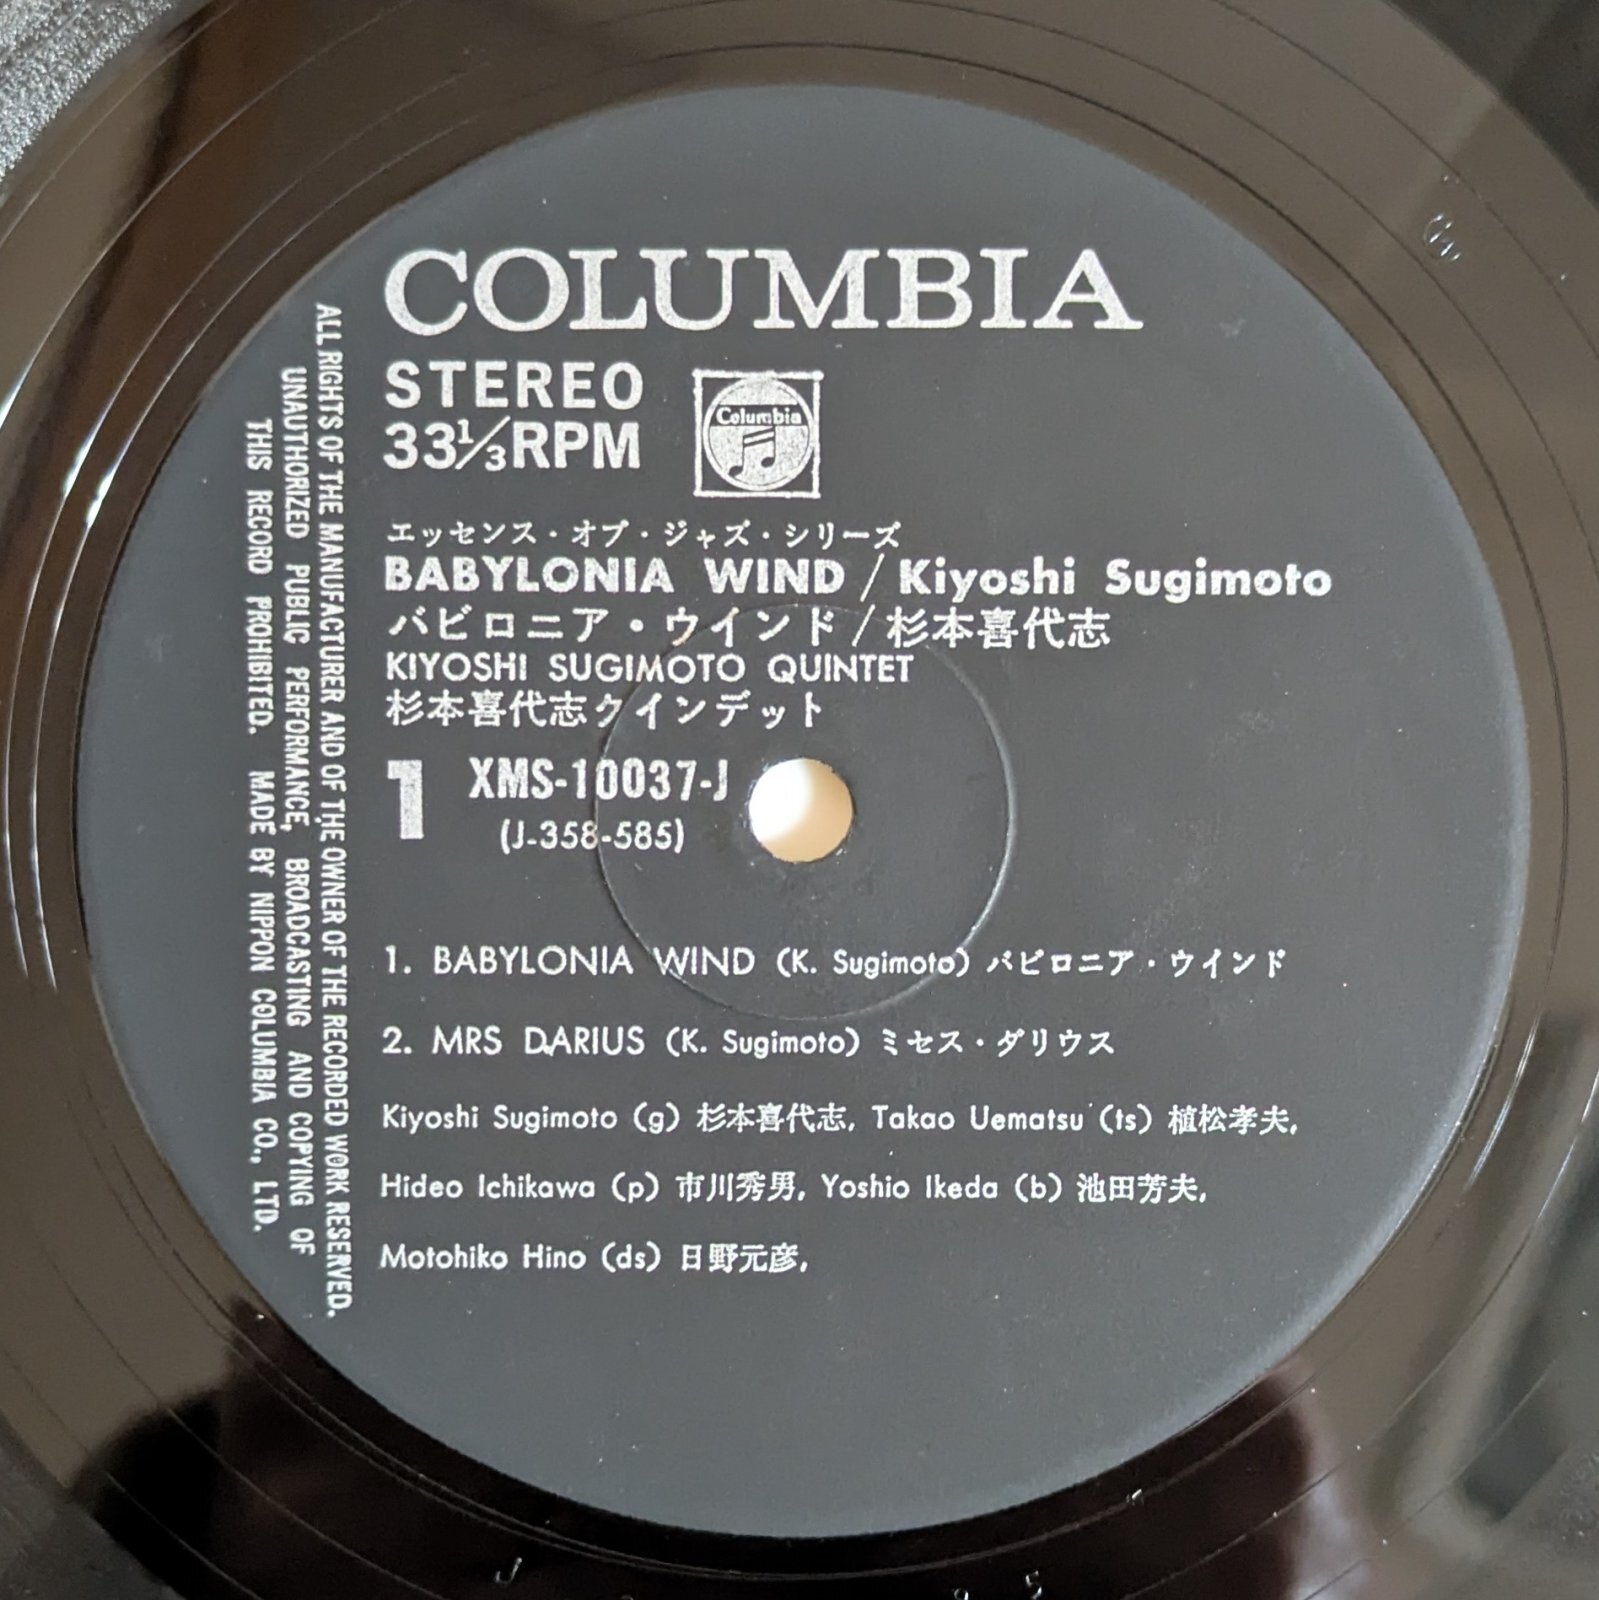 COLUMBIA
STEREO
33 1/3 RPM
Columbia
エッセンス・オブ・ジャズ・シリーズ
BABYLONIA WIND / Kiyoshi Sugimoto
バビロニア・ウインド / 杉本喜代志
KIYOSHI SUGIMOTO QUINTET
杉本喜代志クインデット
1 XMS-10037-J
(J-358-585)
1. BABYLONIA WIND (K. Sugimoto) バビロニア・ウインド
2. MRS DARIUS (K. Sugimoto) ミセス・ダリウス
Kiyoshi Sugimoto (g) 杉本喜代志, Takao Uematsu (ts) 植松孝夫,
Hideo Ichikawa (p) 市川秀男, Yoshio Ikeda (b) 池田芳夫,
Motohiko Hino (ds) 日野元彦,
ALL RIGHTS OF THE MANUFACTURER AND OF THE OWNER OF THE RECORDED WORK RESERVED.
UNAUTHORIZED PUBLIC PERFORMANCE, BROADCASTING AND COPYING OF
THIS RECORD PROHIBITED. MADE BY NIPPON COLUMBIA CO., LTD.